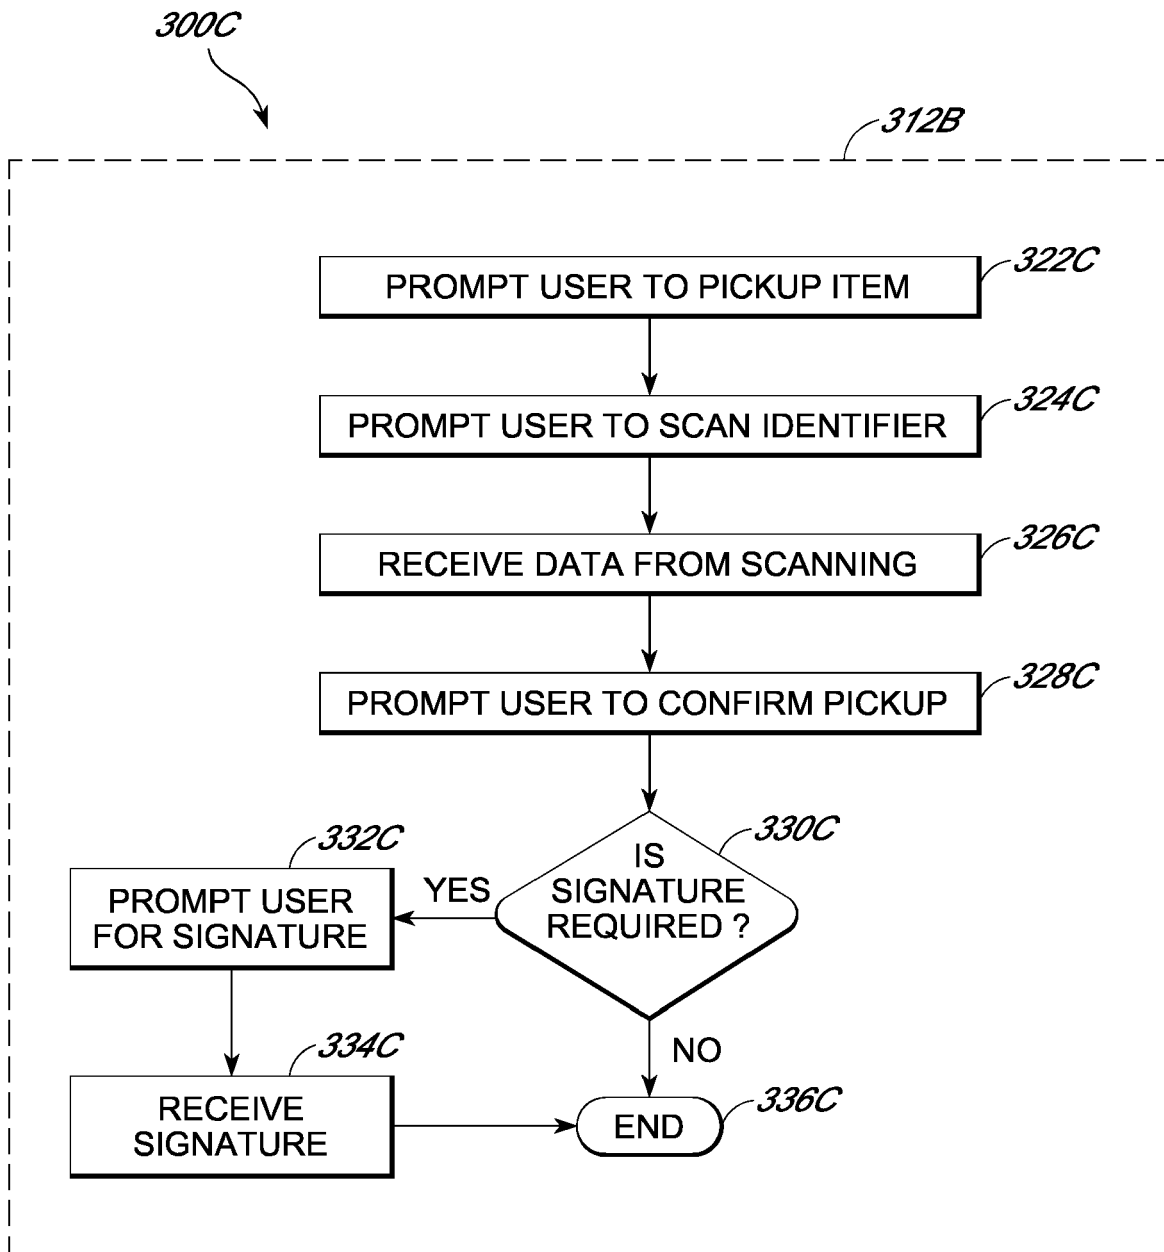 300C
312B
PROMPT USER TO PICKUP ITEM
322C
PROMPT USER TO SCAN IDENTIFIER
324C
RECEIVE DATA FROM SCANNING
326C
PROMPT USER TO CONFIRM PICKUP
328C
IS
SIGNATURE
REQUIRED ?
330C
YES
332C
PROMPT USER
FOR SIGNATURE
334C
RECEIVE
SIGNATURE
NO
END
336C